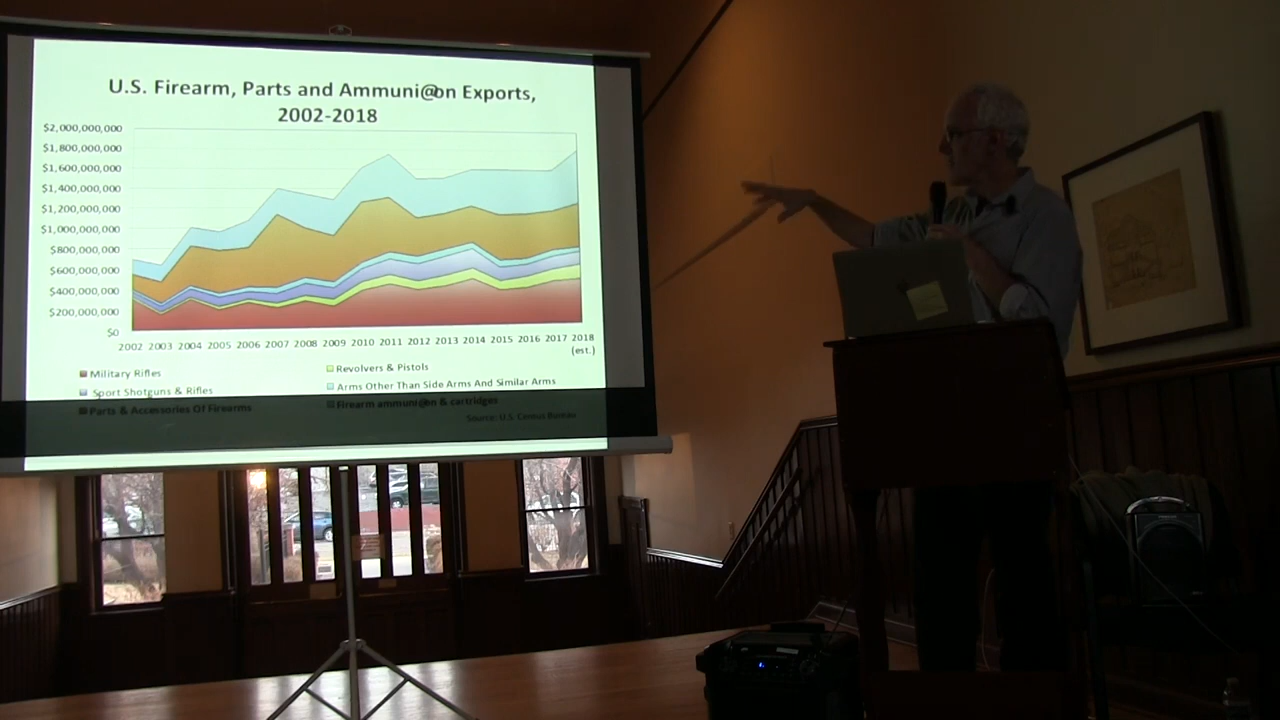 U.S. Firearm, Parts and Ammuni@on Exports,
2002-2018
$2,000,000,000
$1,800,000,000
$1,600,000,000
$1,400,000,000
$1,200,000,000
$1,000,000,000
$800,000,000
$600,000,000
$400,000,000
$200,000,000
$0
2002 2003 2004 2005 2006 2007 2008 2009 2010 2011 2012 2013 2014 2015 2016 2017 2018
(est.)
Military Rifles
Revolvers & Pistols
Sport Shotguns & Rifles
Arms Other Than Side Arms And Similar Arms
Parts & Accessories Of Firearms
Firearm ammuni@on & cartridges
Source: U.S. Census Bureau